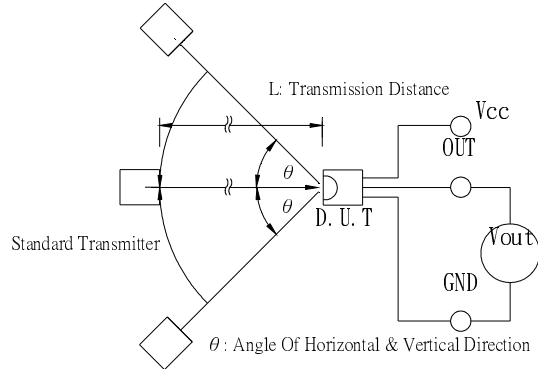 L: Transmission Distance
Vcc
OUT
θ
θ
D.U.T
Standard Transmitter
Vout
GND
θ : Angle Of Horizontal & Vertical Direction